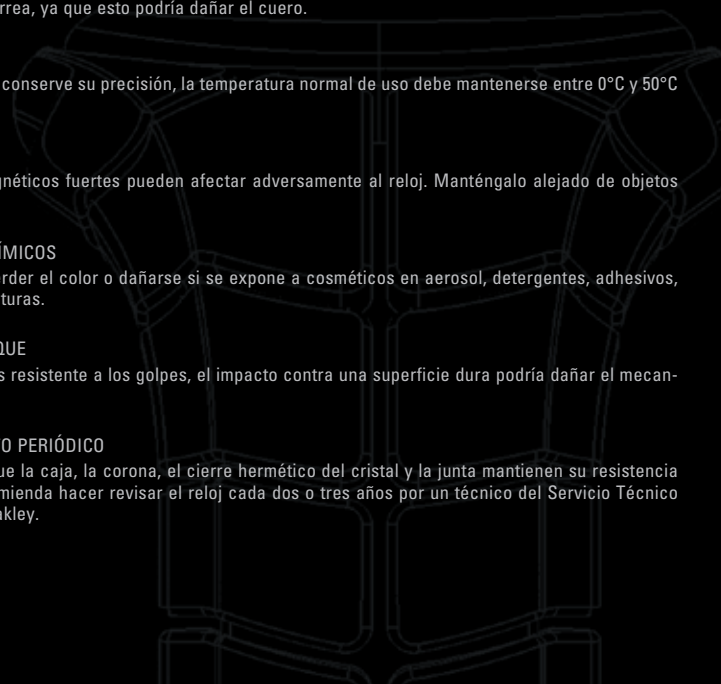 rrea, ya que esto podría dañar el cuero.
conserve su precisión, la temperatura normal de uso debe mantenerse entre 0°C y 50°C
gnéticos fuertes pueden afectar adversamente al reloj. Manténgalo alejado de objetos
ÍMICOS
rder el color o dañarse si se expone a cosméticos en aerosol, detergentes, adhesivos,
turas.
QUE
s resistente a los golpes, el impacto contra una superficie dura podría dañar el mecan-
O PERIÓDICO
ue la caja, la corona, el cierre hermético del cristal y la junta mantienen su resistencia
mienda hacer revisar el reloj cada dos o tres años por un técnico del Servicio Técnico
akley.